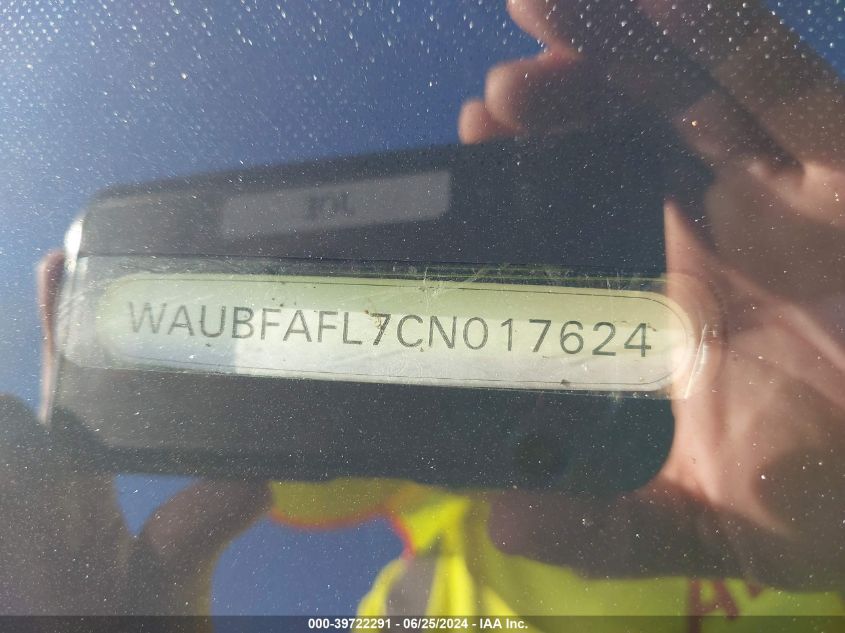 WAUBFAFL7CN017624
000-39722291 - 06/25/2024 - IAA Inc.